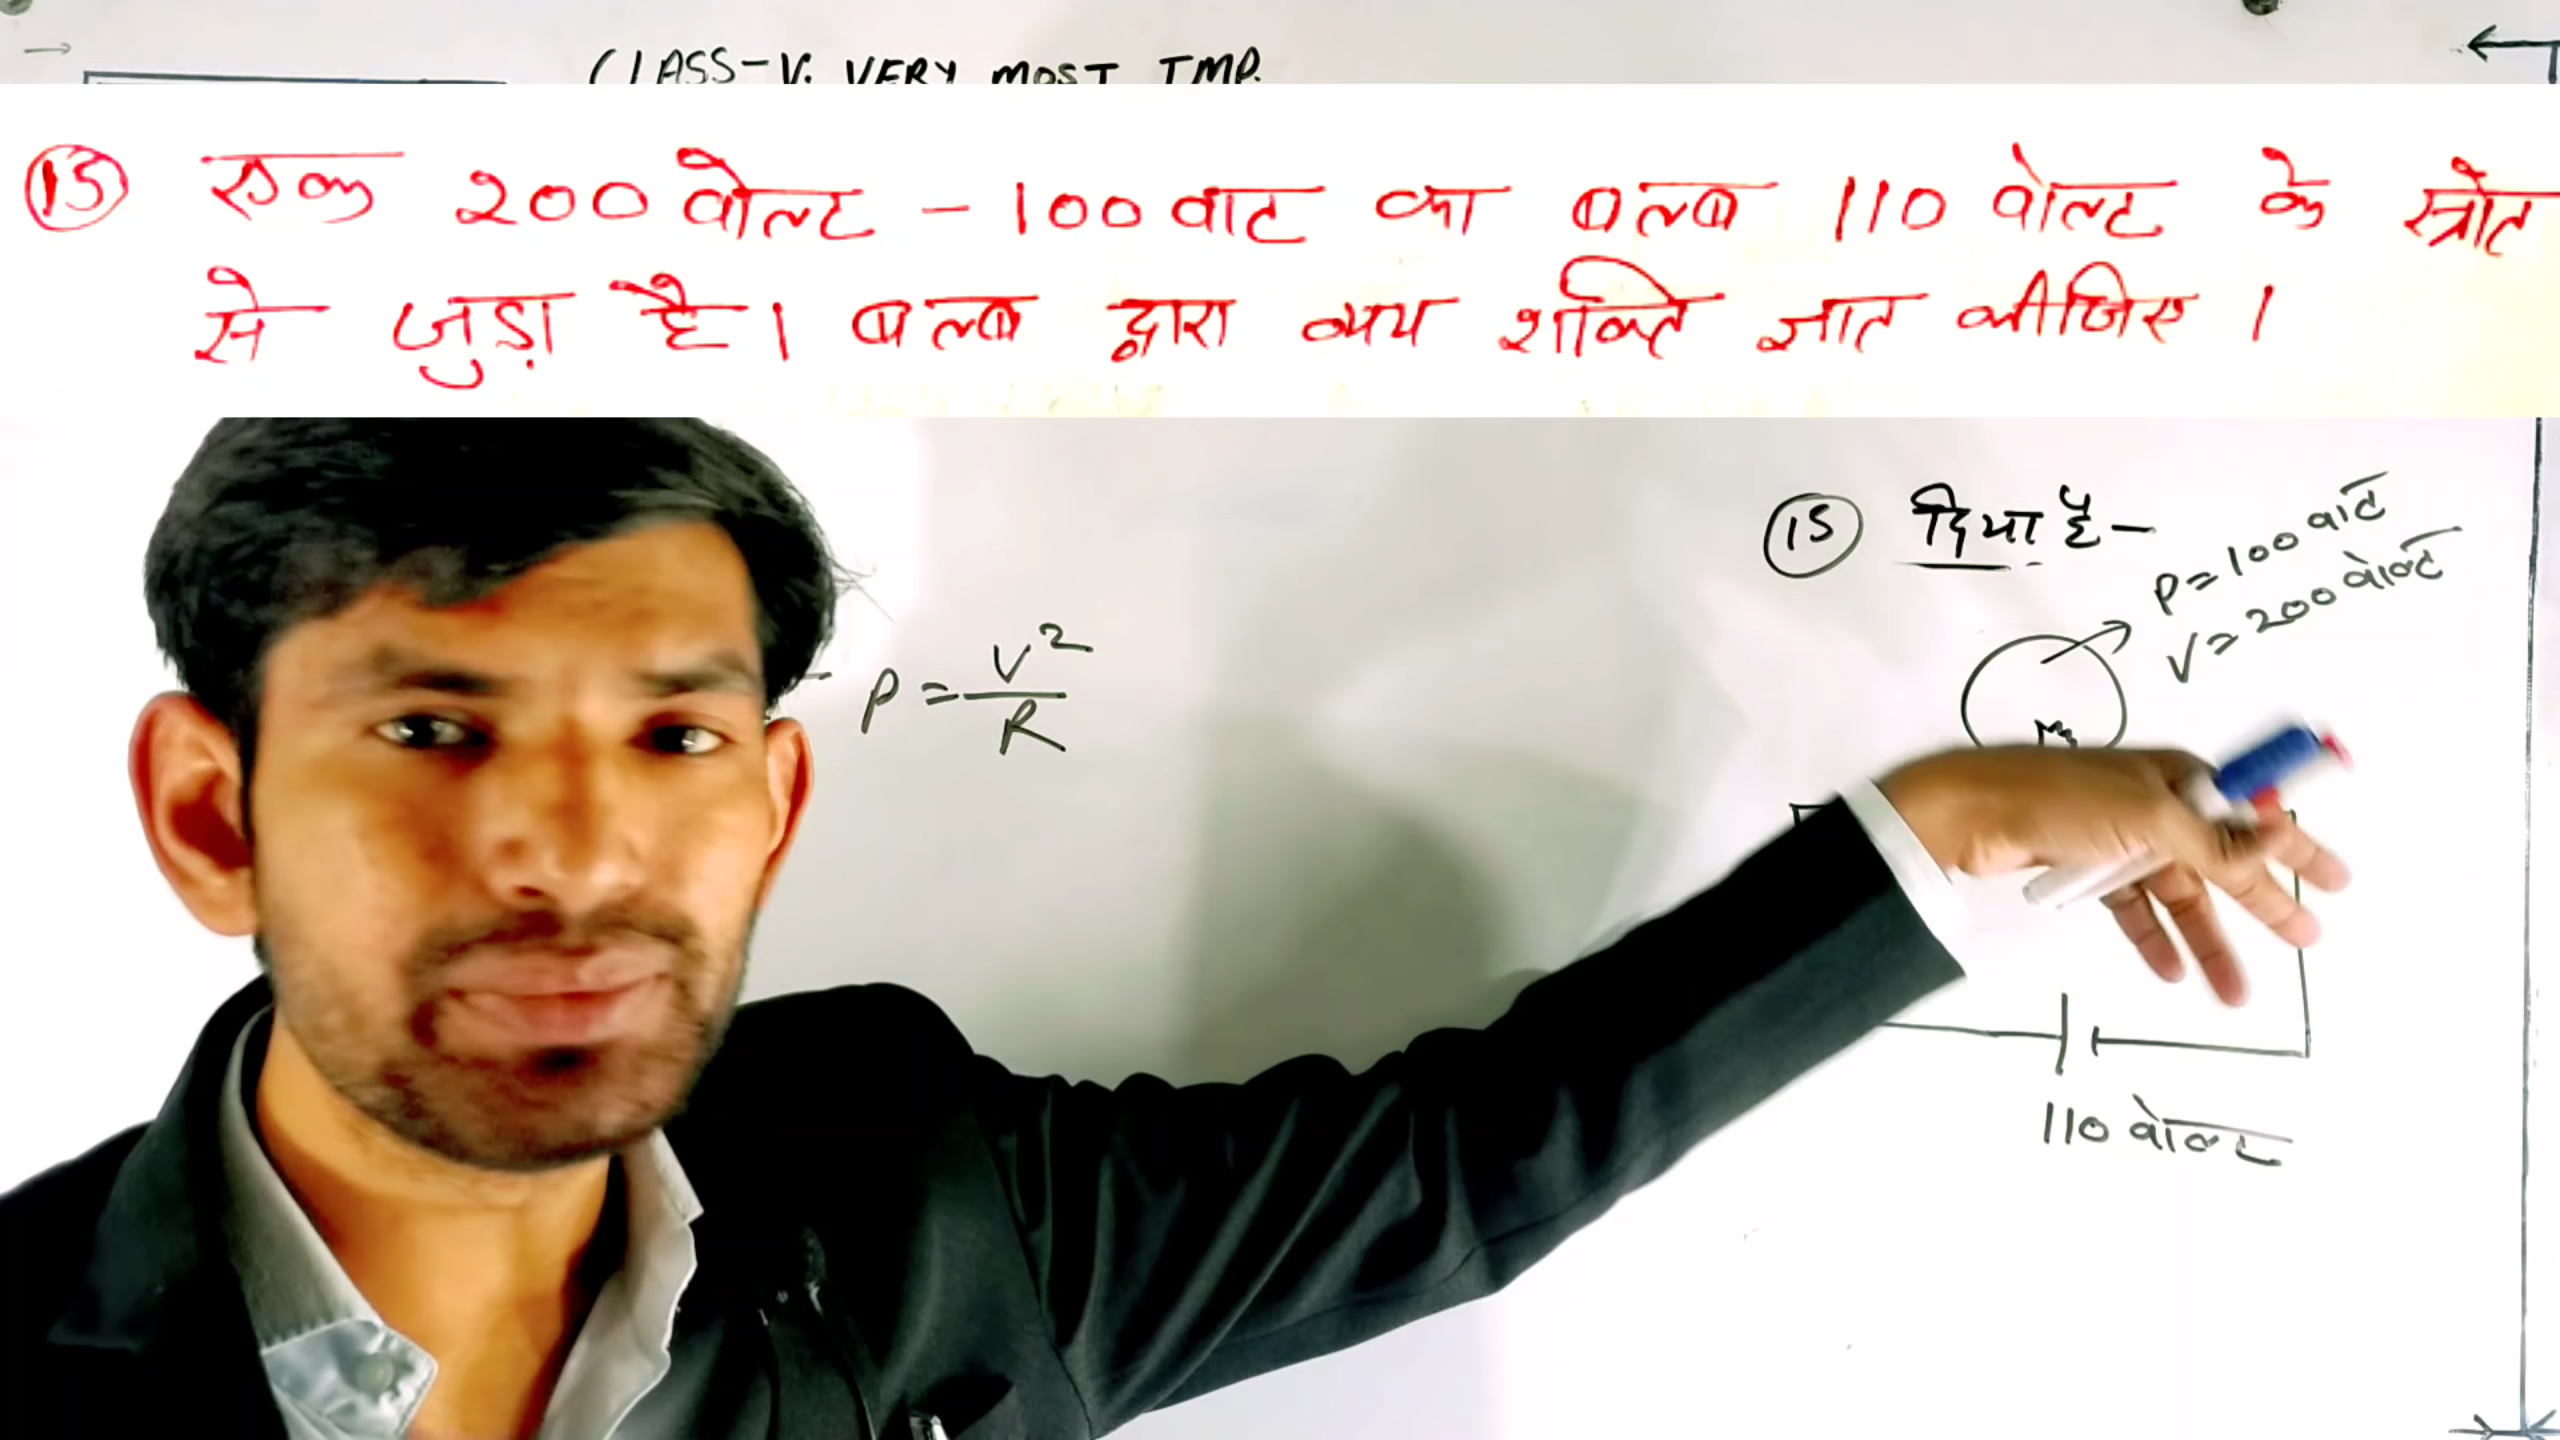 CLASS-V. VERY MOST IMP.
15 एक 200 वोल्ट - 100 वाट का बल्ब 110 वोल्ट के स्त्रोत
से जुड़ा है। बल्ब द्वारा व्यय शक्ति ज्ञात कीजिए।
P = V²/R
15 दिया है-
P = 100 वाट
V = 200 वोल्ट
110 वोल्ट